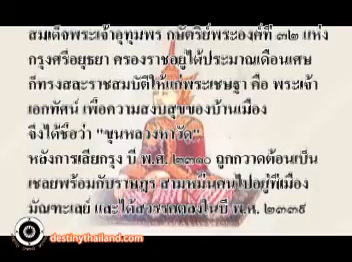 สมเด็จพระเจ้าอุทุมพร กษัตริย์พระองค์ที่ ๓๒ แห่ง
กรุงศรีอยุธยา ครองราชอยู่ได้ประมาณเดือนเศษ
ก็ทรงสละราชสมบัติให้แก่พระเชษฐา คือ พระเจ้า
เอกทัศน์ เพื่อความสงบสุขของบ้านเมือง
จึงได้ชื่อว่า "ขุนหลวงหาวัด"
หลังการเสียกรุง ปี พ.ศ. ๒๓๑๐ ถูกกวาดต้อนเป็น
เชลยพร้อมกับราษฎร สามหมื่นคนไปอยู่ที่เมือง
มัณฑะเลย์ และได้สวรรคตลงในปี พ.ศ. ๒๓๓๙
destinythailand.com